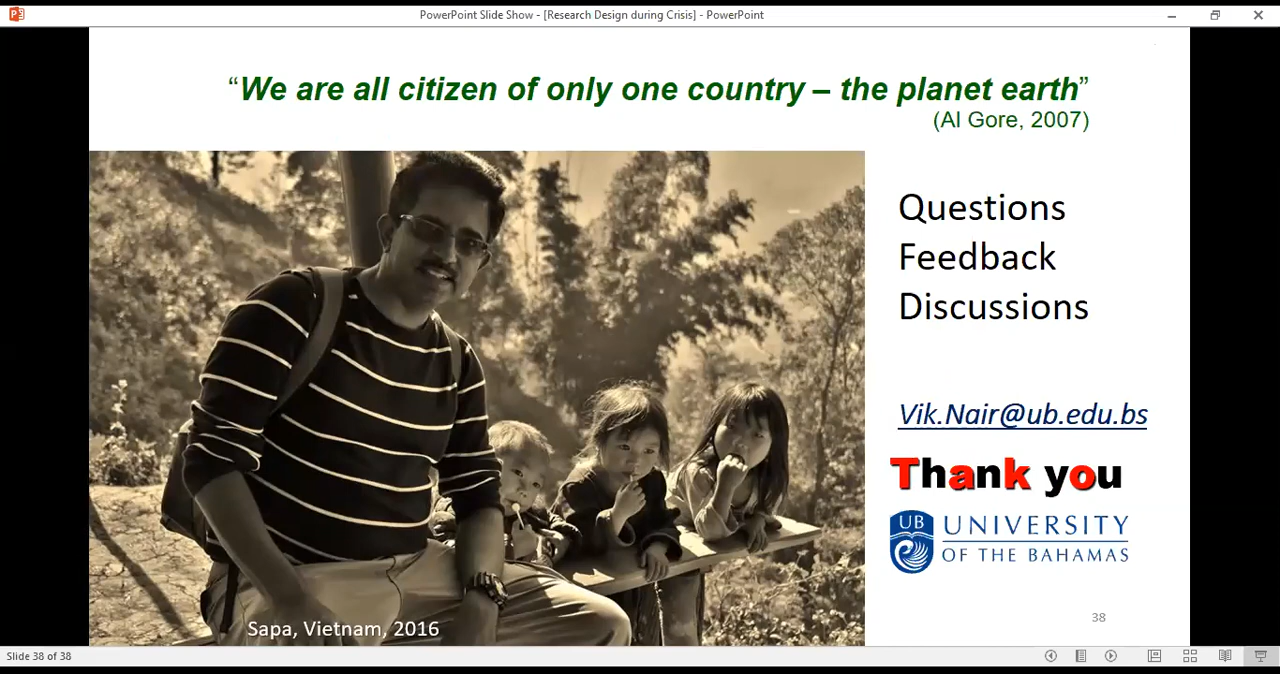 PowerPoint Slide Show - [Research Design during Crisis] - PowerPoint
“We are all citizen of only one country – the planet earth”
(Al Gore, 2007)
Questions
Feedback
Discussions
Vik.Nair@ub.edu.bs
Thank you
UB UNIVERSITY
OF THE BAHAMAS
Sapa, Vietnam, 2016
38
Slide 38 of 38